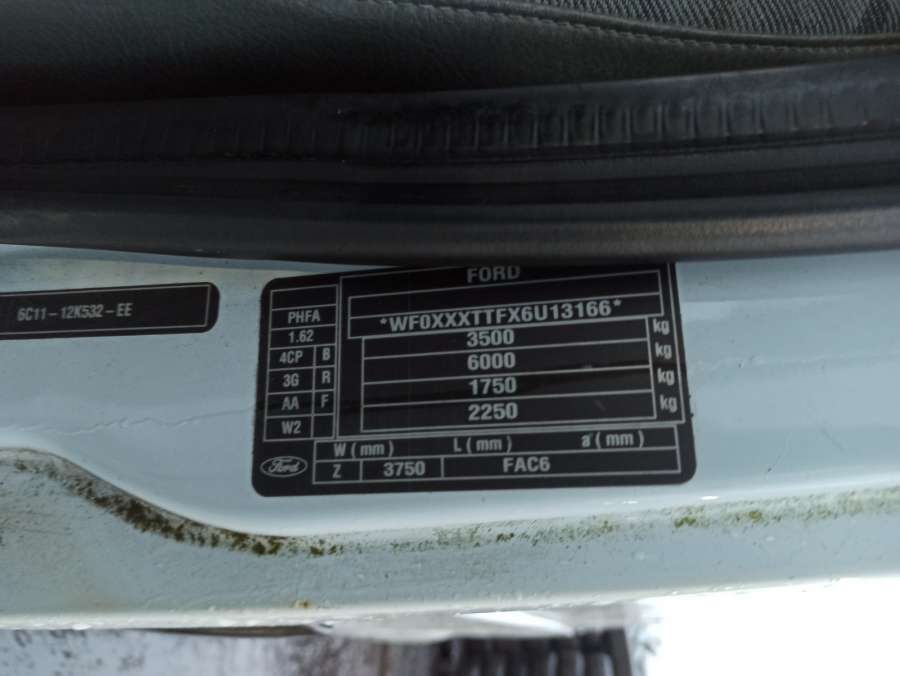 6C11-12K532-EE
FORD
PHFA
*WF0XXXTTFX6U13166*
1.62
3500 kg
4CP B
6000 kg
3G R
1750 kg
AA F
2250 kg
W2
W (mm) L (mm) a (mm)
Ford
Z 3750 FAC6